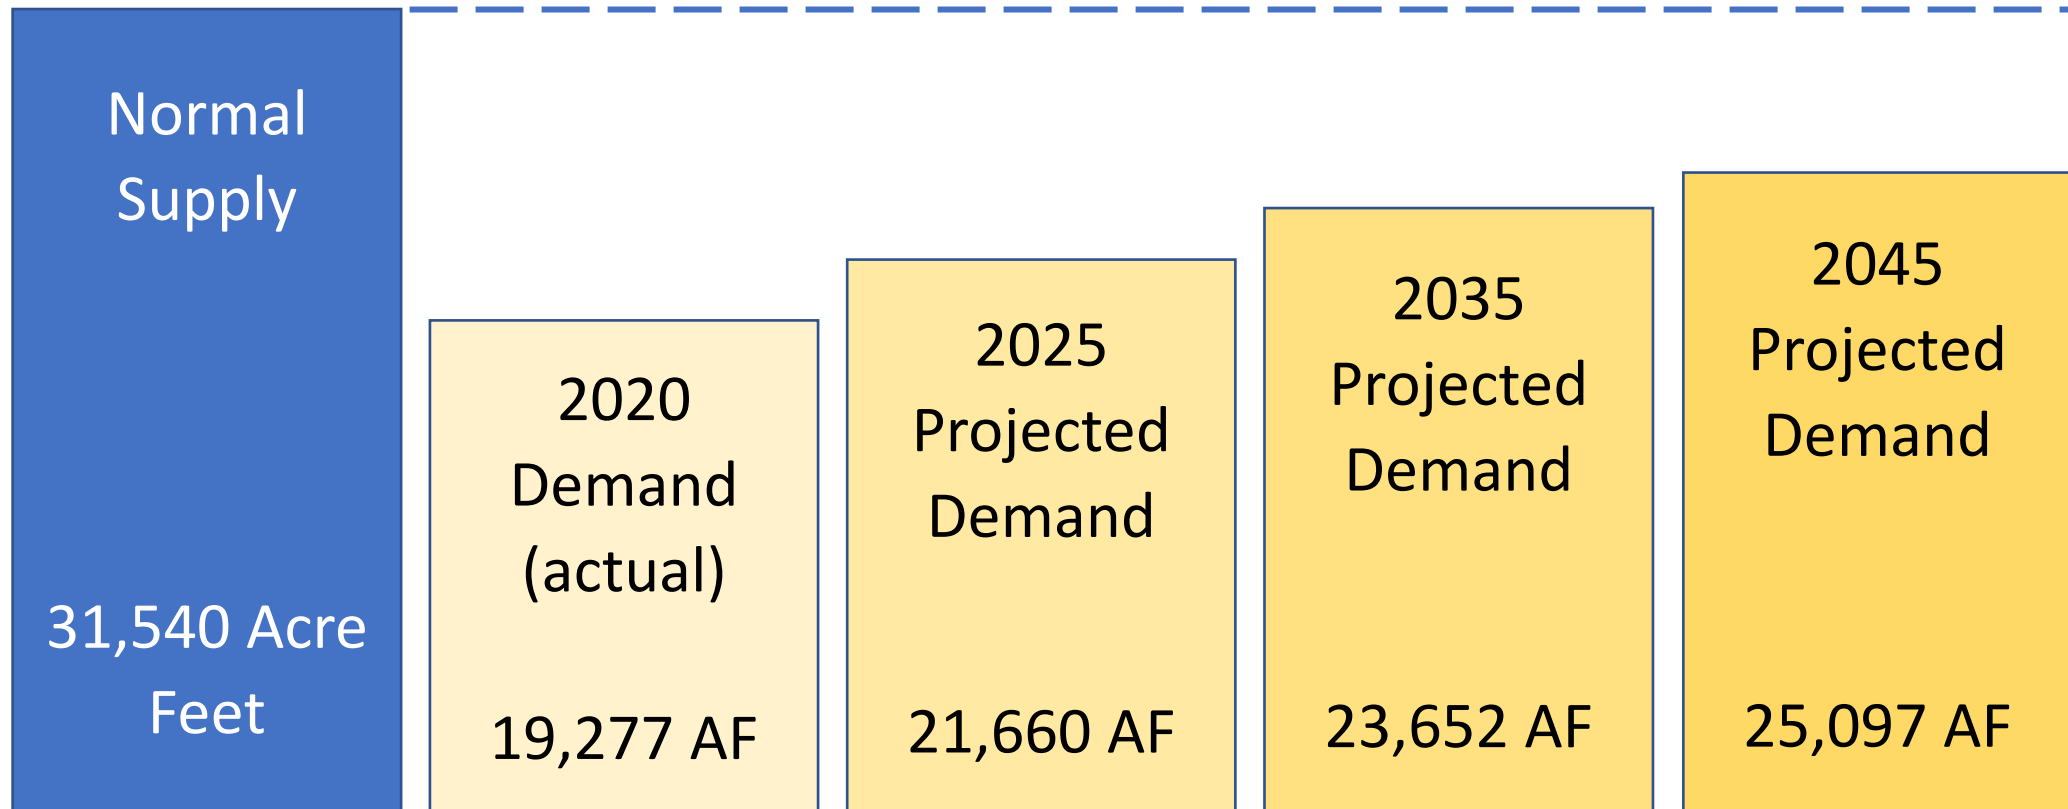 Normal
Supply
31,540 Acre
Feet
2020
Demand
(actual)
19,277 AF
2025
Projected
Demand
21,660 AF
2035
Projected
Demand
23,652 AF
2045
Projected
Demand
25,097 AF